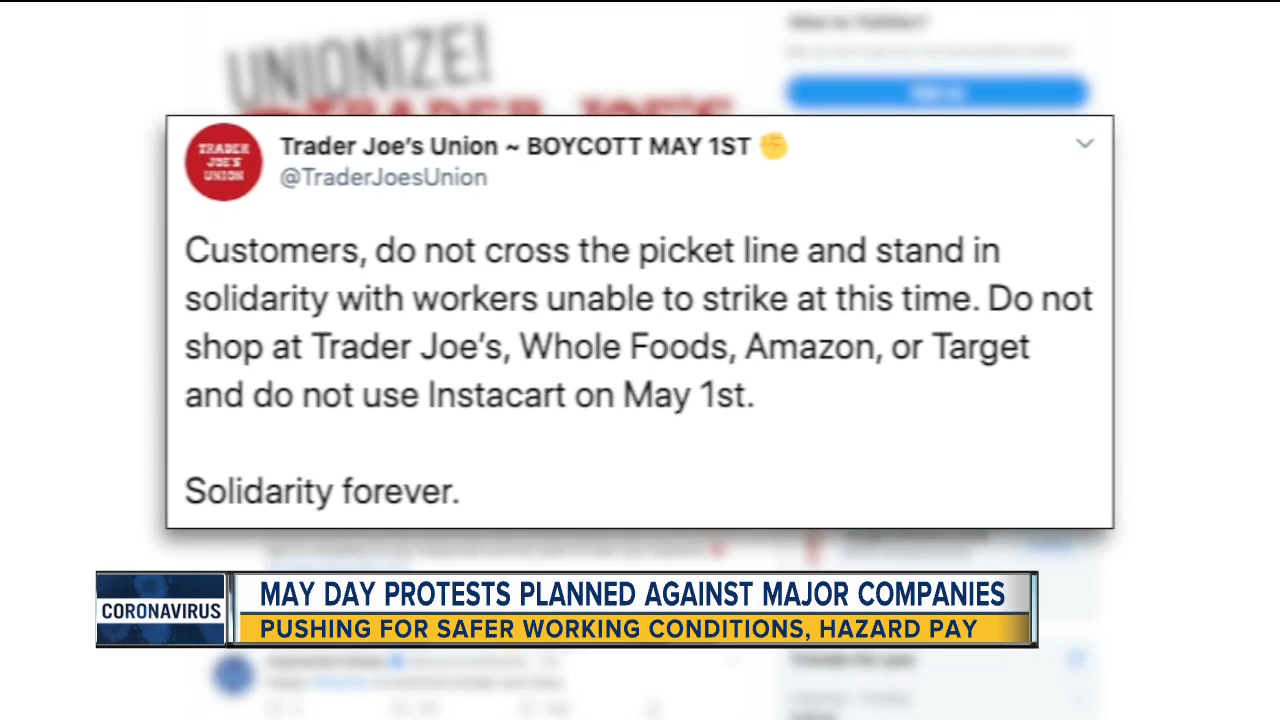 UNIONIZE!
TRADER JOE'S
TRADER
JOE'S
UNION
Trader Joe's Union ~ BOYCOTT MAY 1ST ✊
@TraderJoesUnion
Customers, do not cross the picket line and stand in
solidarity with workers unable to strike at this time. Do not
shop at Trader Joe's, Whole Foods, Amazon, or Target
and do not use Instacart on May 1st.
Solidarity forever.
CORONAVIRUS
MAY DAY PROTESTS PLANNED AGAINST MAJOR COMPANIES
PUSHING FOR SAFER WORKING CONDITIONS, HAZARD PAY